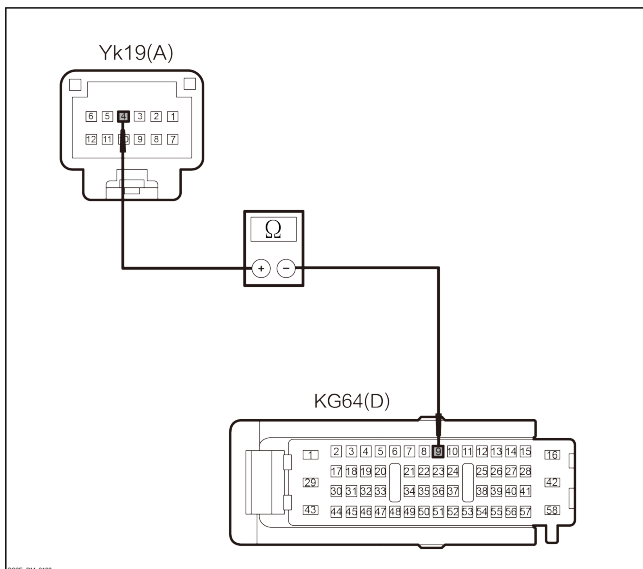 Yk19(A)
6 5 4 3 2 1
12 11 10 9 8 7
Ω
+ −
KG64(D)
1 2 3 4 5 6 7 8 9 10 11 12 13 14 15 16
17 18 19 20 21 22 23 24 25 26 27 28
29 42
30 31 32 33 34 35 36 37 38 39 40 41
43 58
44 45 46 47 48 49 50 51 52 53 54 55 56 57